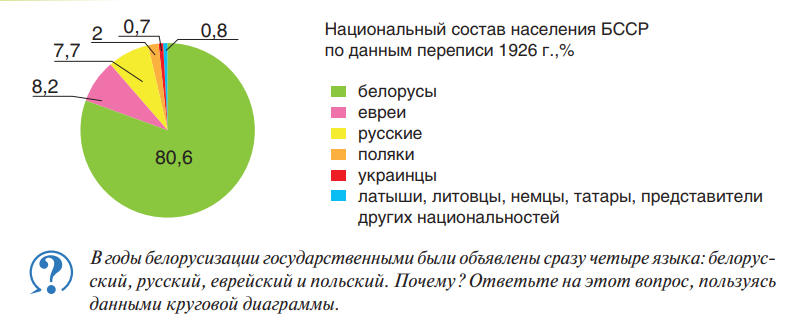 2
0,7
0,8
7,7
8,2
80,6
Национальный состав населения БССР
по данным переписи 1926 г.,%
белорусы
евреи
русские
поляки
украинцы
латыши, литовцы, немцы, татары, представители
других национальностей
?
В годы белорусизации государственными были объявлены сразу четыре языка: белорус-
ский, русский, еврейский и польский. Почему? Ответьте на этот вопрос, пользуясь
данными круговой диаграммы.